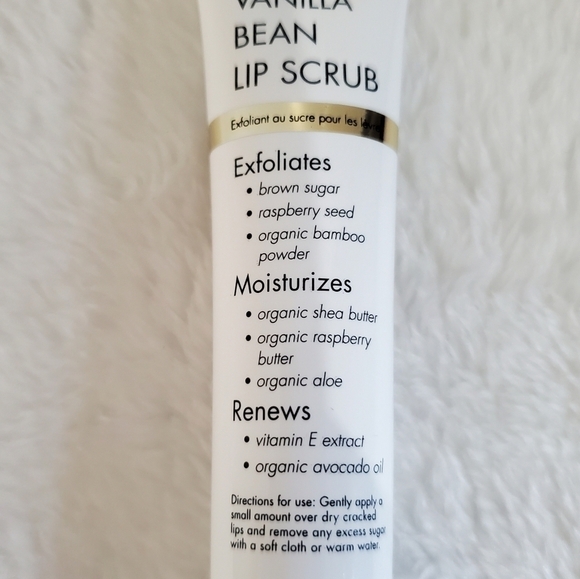 VANILLA
BEAN
LIP SCRUB
Exfoliant au sucre pour les
Exfoliates
• brown sugar
• raspberry seed
• organic bamboo
powder
Moisturizes
• organic shea butter
• organic raspberry
butter
• organic aloe
Renews
• vitamin E extract
• organic avocado oil
Directions for use: Gently apply a
small amount over dry cracked
lips and remove any excess sugar
with a soft cloth or warm water.